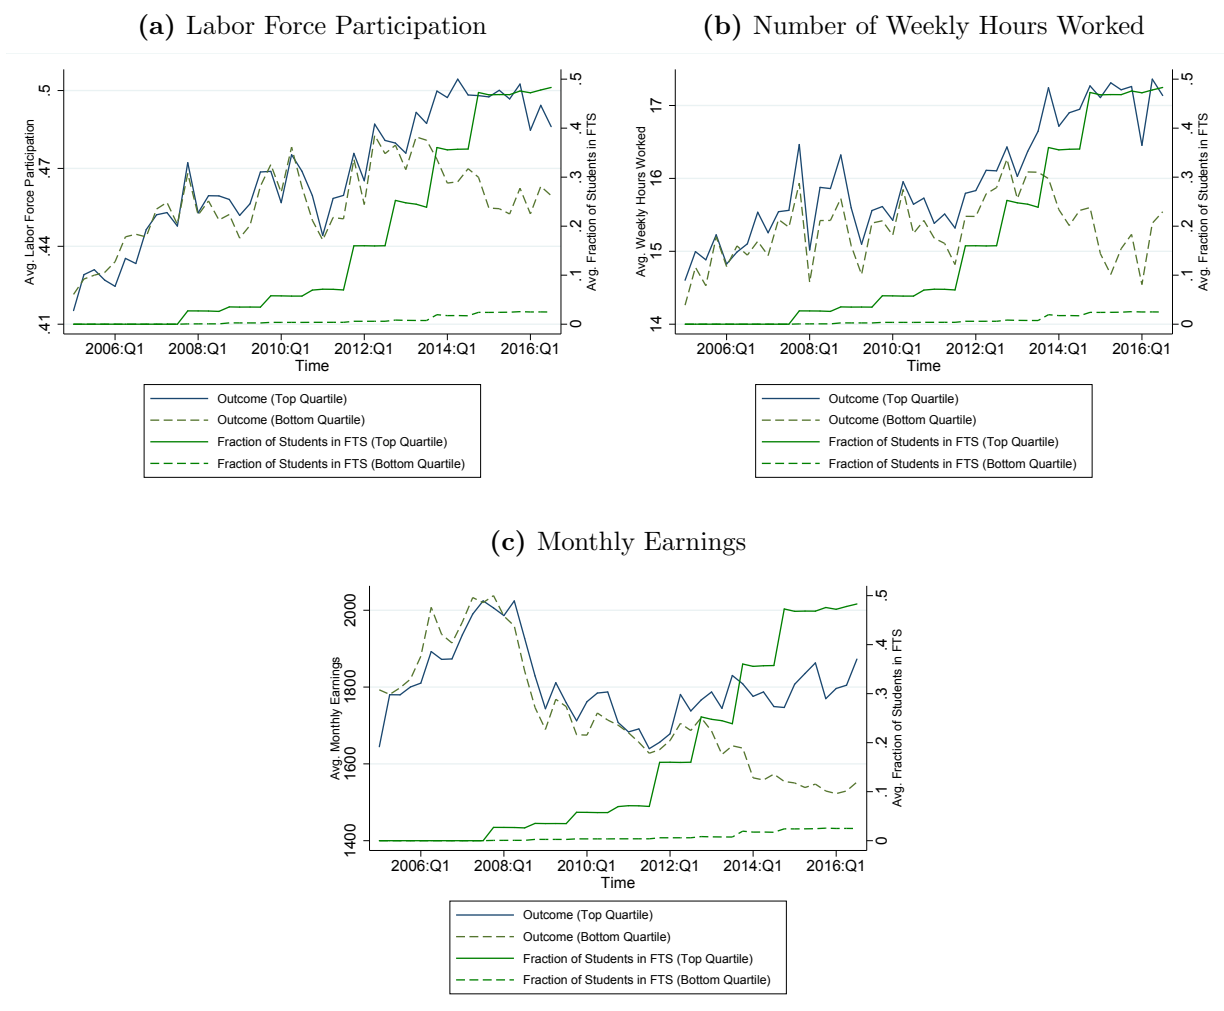 (a) Labor Force Participation
Avg. Labor Force Participation
.5
.47
.44
.41
.5
.4
.3
.2
.1
0
Avg. Fraction of Students in FTS
2006:Q1 2008:Q1 2010:Q1 2012:Q1 2014:Q1 2016:Q1
Time
Outcome (Top Quartile)
Outcome (Bottom Quartile)
Fraction of Students in FTS (Top Quartile)
Fraction of Students in FTS (Bottom Quartile)
(b) Number of Weekly Hours Worked
Avg. Weekly Hours Worked
17
16
15
14
.5
.4
.3
.2
.1
0
Avg. Fraction of Students in FTS
2006:Q1 2008:Q1 2010:Q1 2012:Q1 2014:Q1 2016:Q1
Time
Outcome (Top Quartile)
Outcome (Bottom Quartile)
Fraction of Students in FTS (Top Quartile)
Fraction of Students in FTS (Bottom Quartile)
(c) Monthly Earnings
Avg. Monthly Earnings
2000
1800
1600
1400
.5
.4
.3
.2
.1
0
Avg. Fraction of Students in FTS
2006:Q1 2008:Q1 2010:Q1 2012:Q1 2014:Q1 2016:Q1
Time
Outcome (Top Quartile)
Outcome (Bottom Quartile)
Fraction of Students in FTS (Top Quartile)
Fraction of Students in FTS (Bottom Quartile)